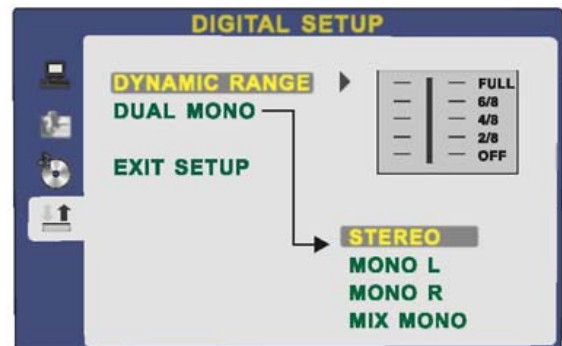 DIGITAL SETUP
DYNAMIC RANGE
DUAL MONO
EXIT SETUP
FULL
6/8
4/8
2/8
OFF
STEREO
MONO L
MONO R
MIX MONO